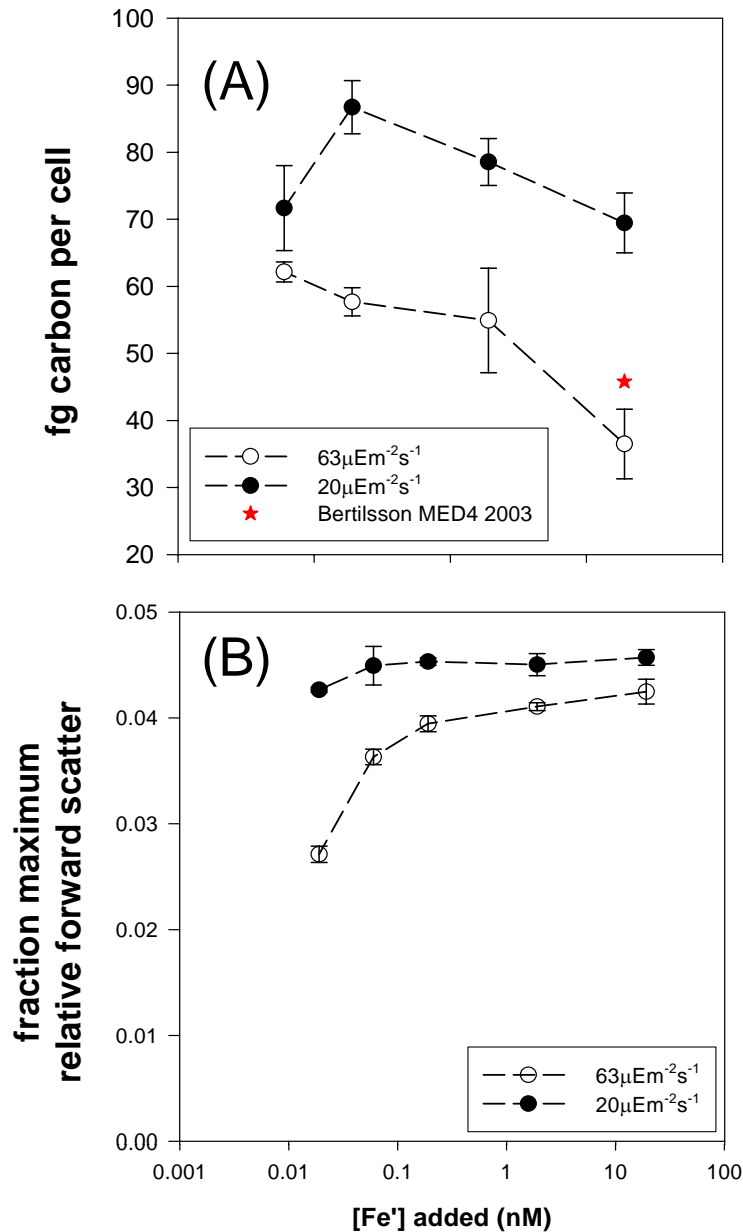 (A)
fg carbon per cell
100
90
80
70
60
50
40
30
20
63µEm⁻²s⁻¹
20µEm⁻²s⁻¹
Bertilsson MED4 2003
(B)
fraction maximum
relative forward scatter
0.05
0.04
0.03
0.02
0.01
0.00
63µEm⁻²s⁻¹
20µEm⁻²s⁻¹
0.001 0.01 0.1 1 10 100
[Fe'] added (nM)